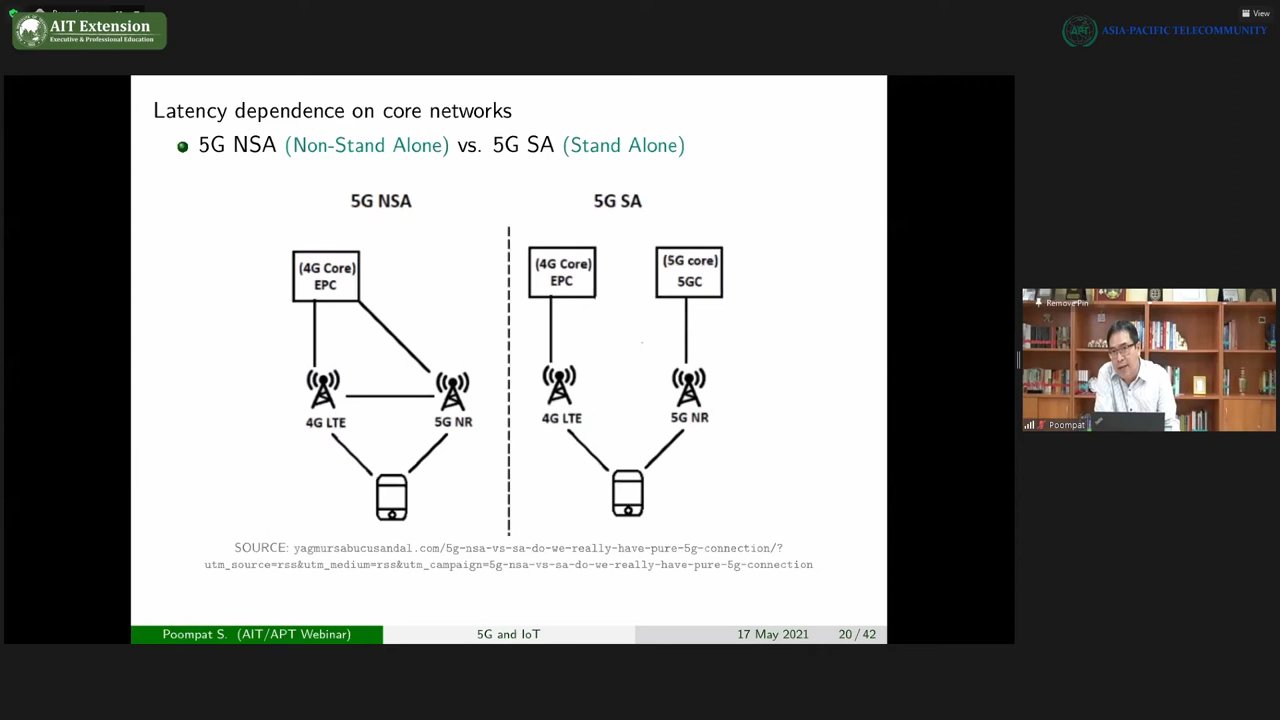 AIT Extension
Executive & Professional Education
View
APT
ASIA-PACIFIC TELECOMMUNITY
Latency dependence on core networks
5G NSA (Non-Stand Alone) vs. 5G SA (Stand Alone)
5G NSA
5G SA
(4G Core)
EPC
4G LTE
5G NR
(4G Core)
EPC
(5G core)
5GC
4G LTE
5G NR
SOURCE: yagmursabucusandal.com/5g-nsa-vs-sa-do-we-really-have-pure-5g-connection/?
utm_source=rss&utm_medium=rss&utm_campaign=5g-nsa-vs-sa-do-we-really-have-pure-5g-connection
Poompat S. (AIT/APT Webinar)
5G and IoT
17 May 2021
20 / 42
Remove Pin
Poompat